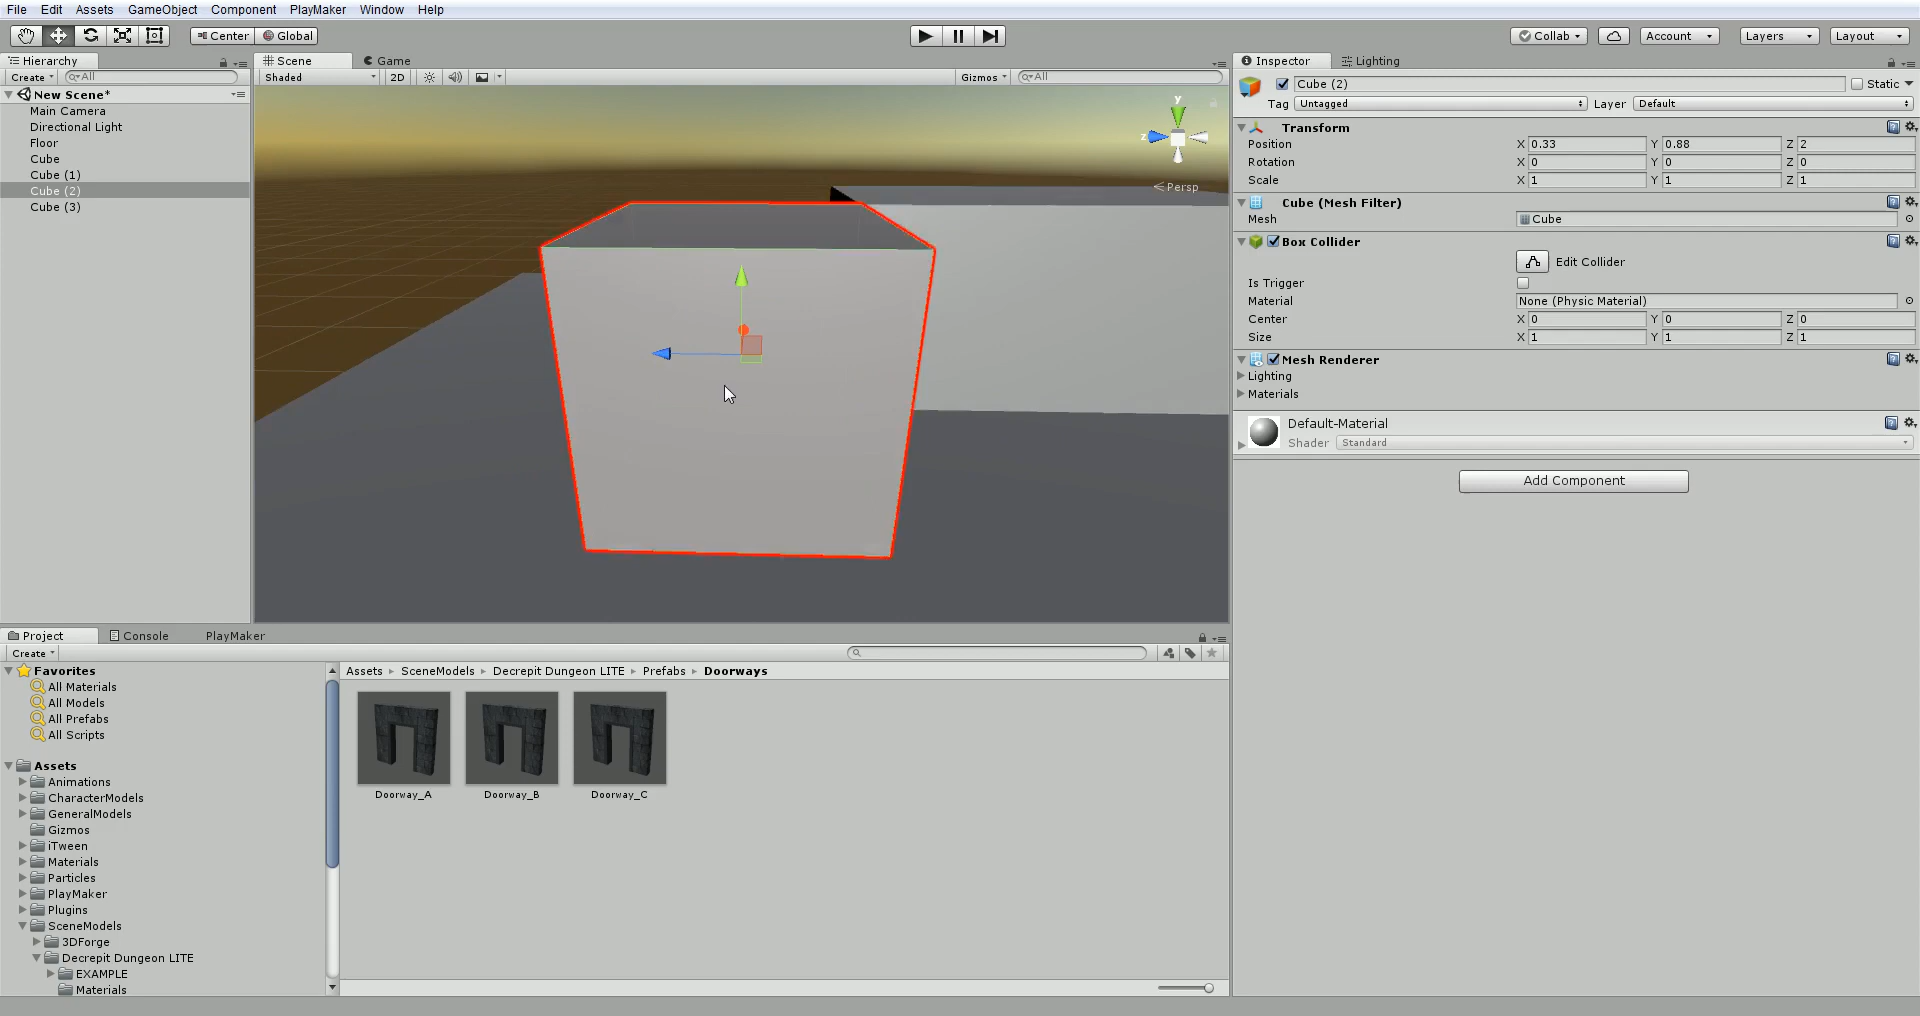 File Edit Assets GameObject Component PlayMaker Window Help
Center Global Collab Account Layers Layout
Hierarchy
Create All
New Scene*
Main Camera
Directional Light
Floor
Cube
Cube (1)
Cube (2)
Cube (3)
Scene Game
Shaded 2D Gizmos All
y
z
Persp
Inspector Lighting
Cube (2) Static
Tag Untagged Layer Default
Transform
Position X 0.33 Y 0.88 Z 2
Rotation X 0 Y 0 Z 0
Scale X 1 Y 1 Z 1
Cube (Mesh Filter)
Mesh Cube
Box Collider
Edit Collider
Is Trigger
Material None (Physic Material)
Center X 0 Y 0 Z 0
Size X 1 Y 1 Z 1
Mesh Renderer
Lighting
Materials
Default-Material
Shader Standard
Add Component
Project Console PlayMaker
Create
Favorites
All Materials
All Models
All Prefabs
All Scripts
Assets
Animations
CharacterModels
GeneralModels
Gizmos
iTween
Materials
Particles
PlayMaker
Plugins
SceneModels
3DForge
Decrepit Dungeon LITE
EXAMPLE
Materials
Assets SceneModels Decrepit Dungeon LITE Prefabs Doorways
Doorway_A Doorway_B Doorway_C